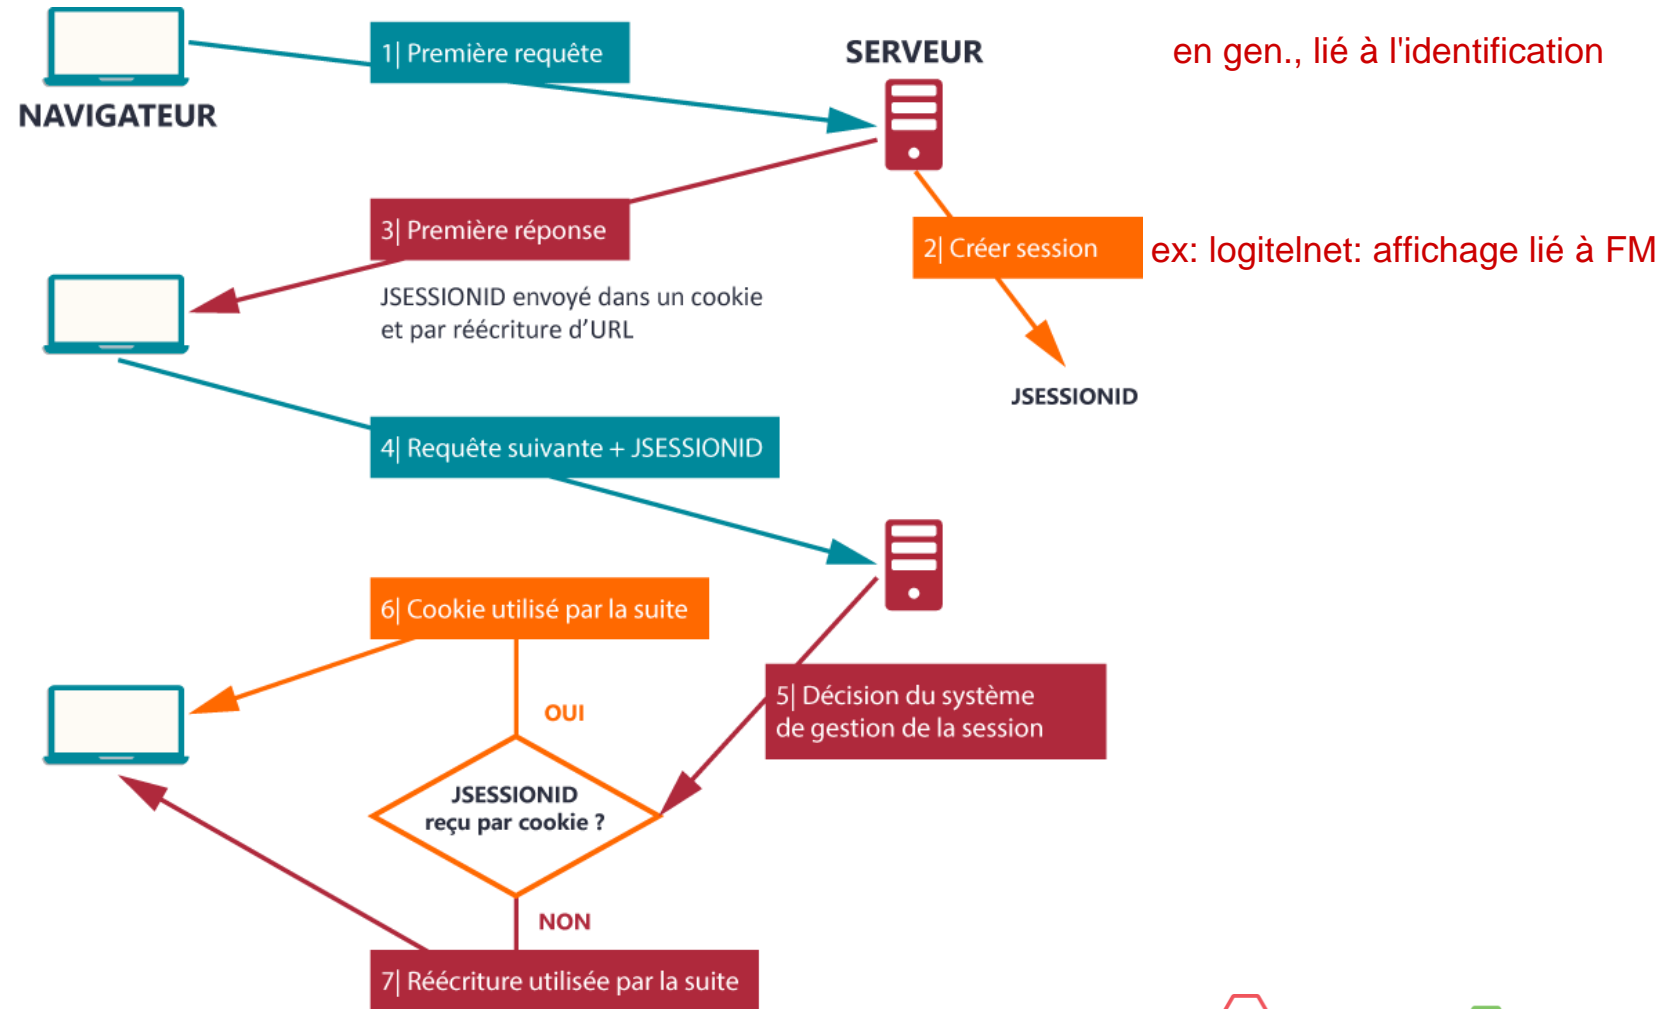 1| Première requête
SERVEUR
en gen., lié à l'identification
NAVIGATEUR
3| Première réponse
2| Créer session
ex: logitelnet: affichage lié à FM
JSESSIONID envoyé dans un cookie
et par réécriture d'URL
JSESSIONID
4| Requête suivante + JSESSIONID
6| Cookie utilisé par la suite
5| Décision du système
de gestion de la session
OUI
JSESSIONID
reçu par cookie ?
NON
7| Réécriture utilisée par la suite